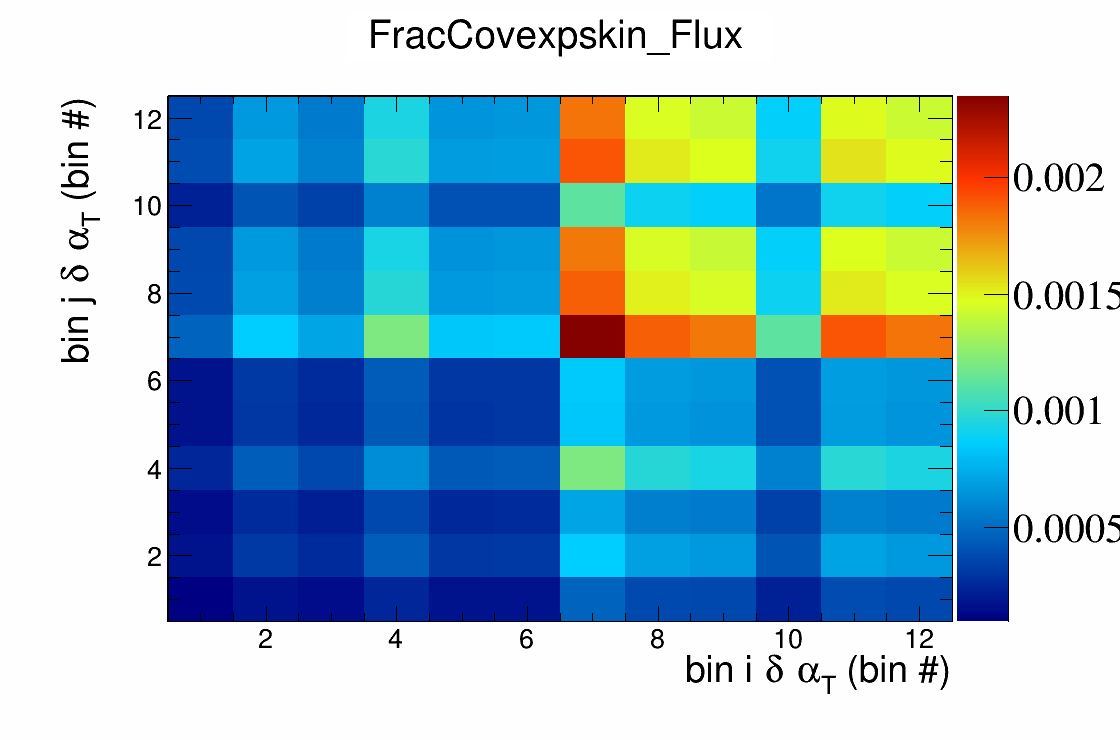 FracCovexpskin_Flux
bin j δ α_T (bin #)
12
10
8
6
4
2
2 4 6 8 10 12
bin i δ α_T (bin #)
0.002
0.0015
0.001
0.0005